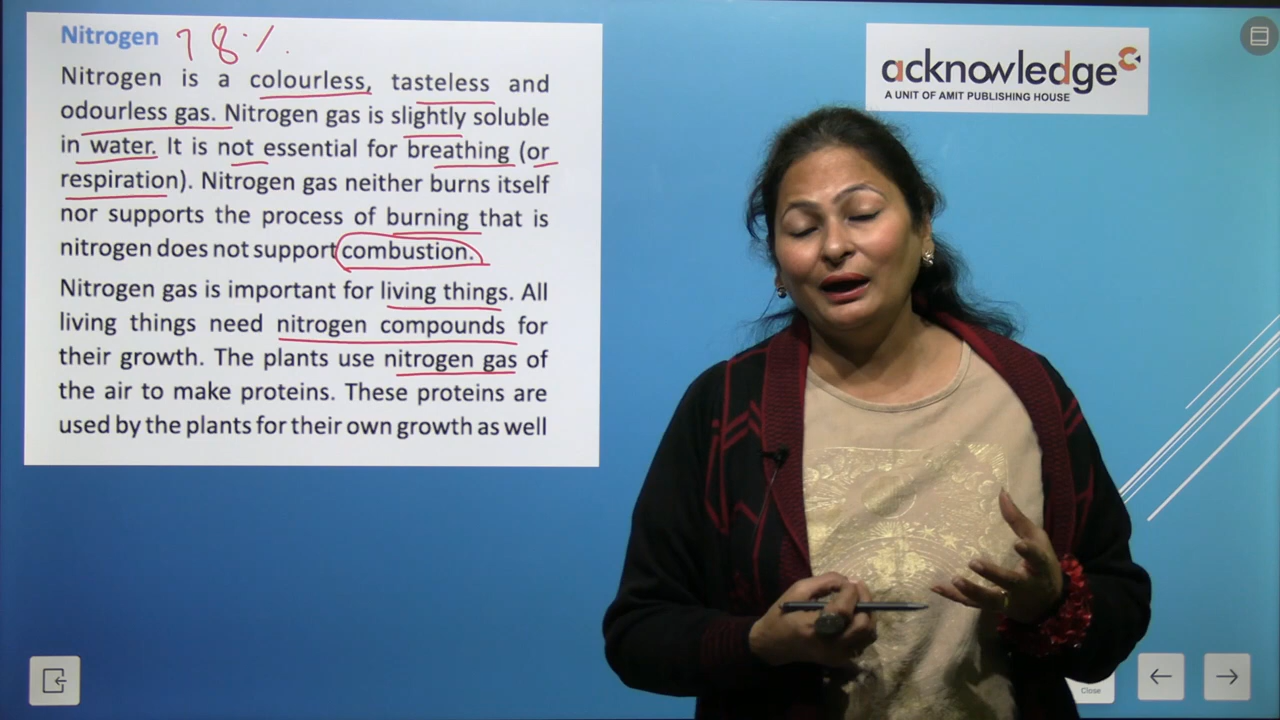 Nitrogen 78%
Nitrogen is a colourless, tasteless and
odourless gas. Nitrogen gas is slightly soluble
in water. It is not essential for breathing (or
respiration). Nitrogen gas neither burns itself
nor supports the process of burning that is
nitrogen does not support combustion.
Nitrogen gas is important for living things. All
living things need nitrogen compounds for
their growth. The plants use nitrogen gas of
the air to make proteins. These proteins are
used by the plants for their own growth as well
acknowledge
A UNIT OF AMIT PUBLISHING HOUSE
Close